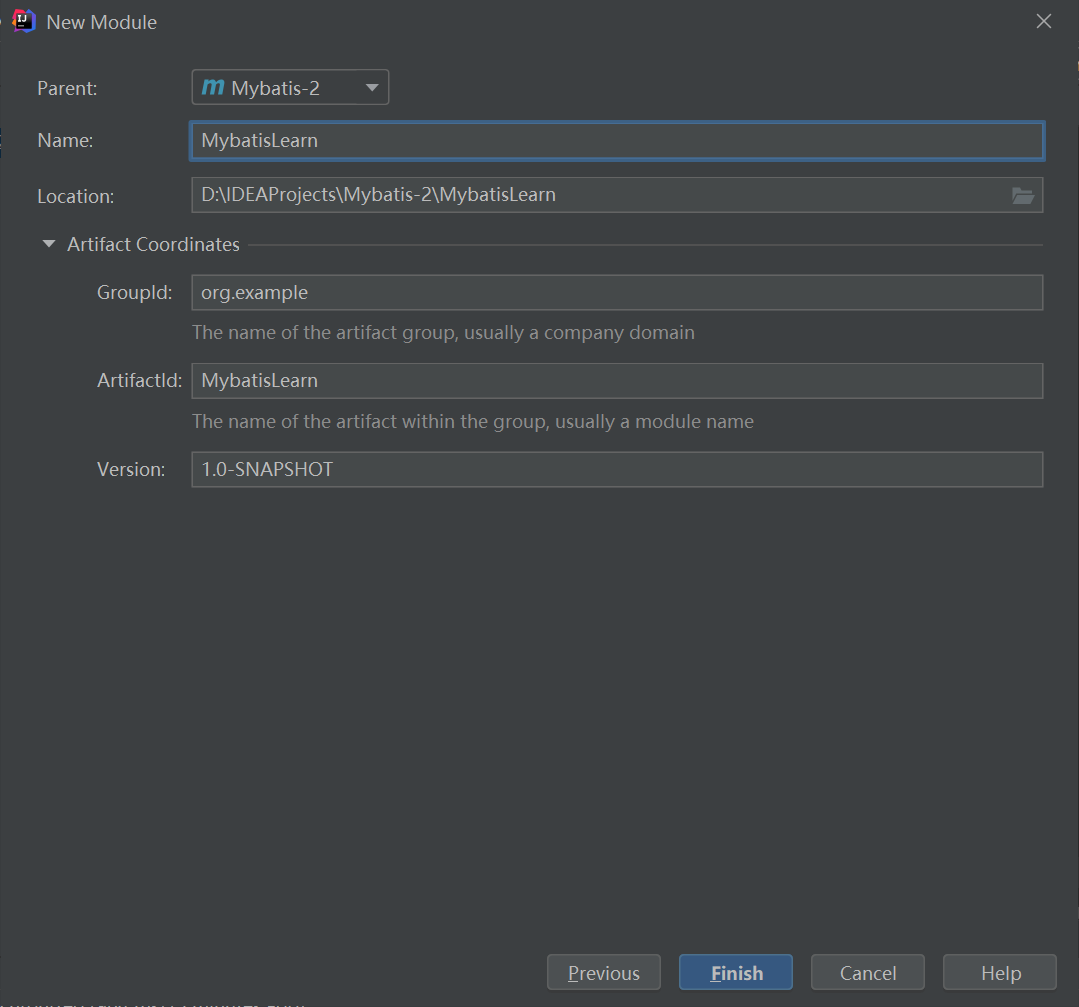 New Module
Parent: m Mybatis-2
Name: MybatisLearn
Location: D:\IDEAProjects\Mybatis-2\MybatisLearn
Artifact Coordinates
GroupId: org.example
The name of the artifact group, usually a company domain
ArtifactId: MybatisLearn
The name of the artifact within the group, usually a module name
Version: 1.0-SNAPSHOT
Previous Finish Cancel Help